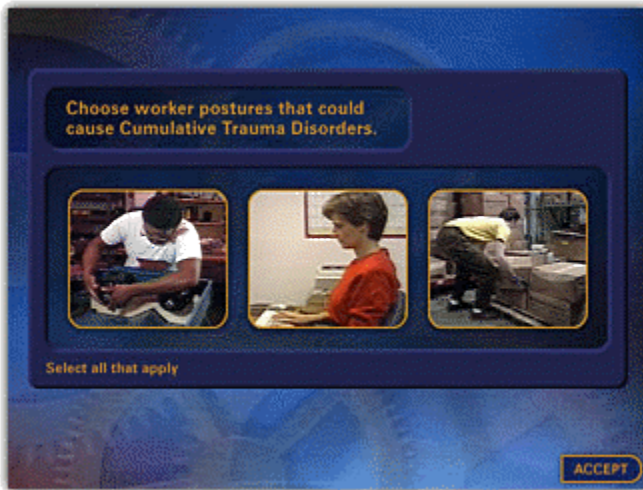 Choose worker postures that could
cause Cumulative Trauma Disorders.
Select all that apply
ACCEPT